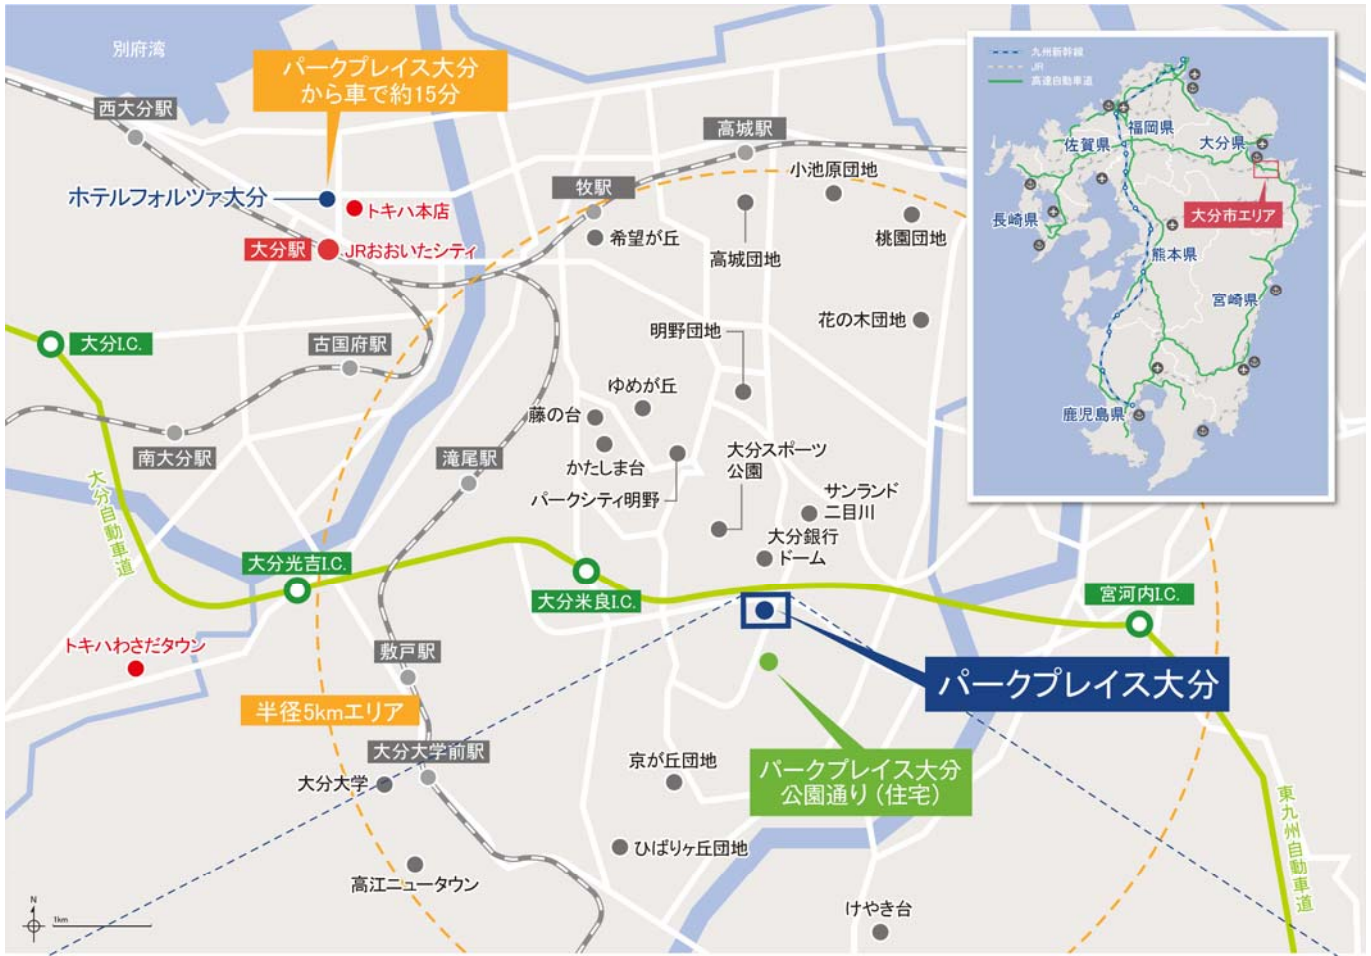 別府湾
パークプレイス大分
から車で約15分
西大分駅
高城駅
小池原団地
牧駅
ホテルフォルツァ大分
トキハ本店
希望が丘
高城団地
桃園団地
大分駅
JRおおいたシティ
大分I.C.
古国府駅
明野団地
花の木団地
ゆめが丘
藤の台
かたしま台
南大分駅
滝尾駅
パークシティ明野
大分スポーツ
公園
サンランド
二目川
大分銀行
ドーム
大分自動車道
大分光吉I.C.
大分米良I.C.
宮河内I.C.
トキハわさだタウン
敷戸駅
パークプレイス大分
半径5kmエリア
大分大学前駅
大分大学
京が丘団地
パークプレイス大分
公園通り（住宅）
東九州自動車道
ひばりヶ丘団地
高江ニュータウン
けやき台
N
1km
九州新幹線
JR
高速自動車道
福岡県
佐賀県
大分県
長崎県
大分市エリア
熊本県
宮崎県
鹿児島県